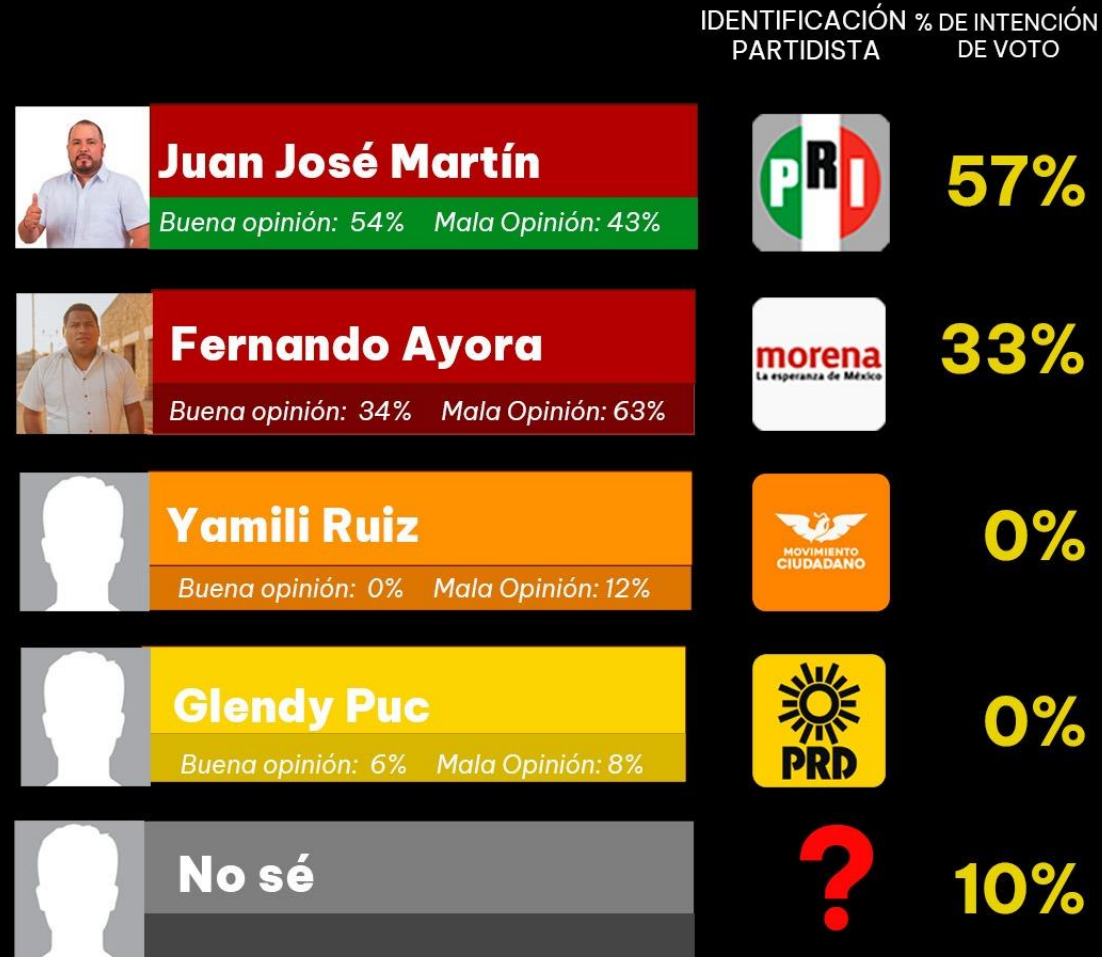 IDENTIFICACIÓN PARTIDISTA
% DE INTENCIÓN DE VOTO
Juan José Martín
Buena opinión: 54% Mala Opinión: 43%
PRI
57%
Fernando Ayora
Buena opinión: 34% Mala Opinión: 63%
morena
La esperanza de México
33%
Yamili Ruiz
Buena opinión: 0% Mala Opinión: 12%
MOVIMIENTO
CIUDADANO
0%
Glendy Puc
Buena opinión: 6% Mala Opinión: 8%
PRD
0%
No sé
?
10%